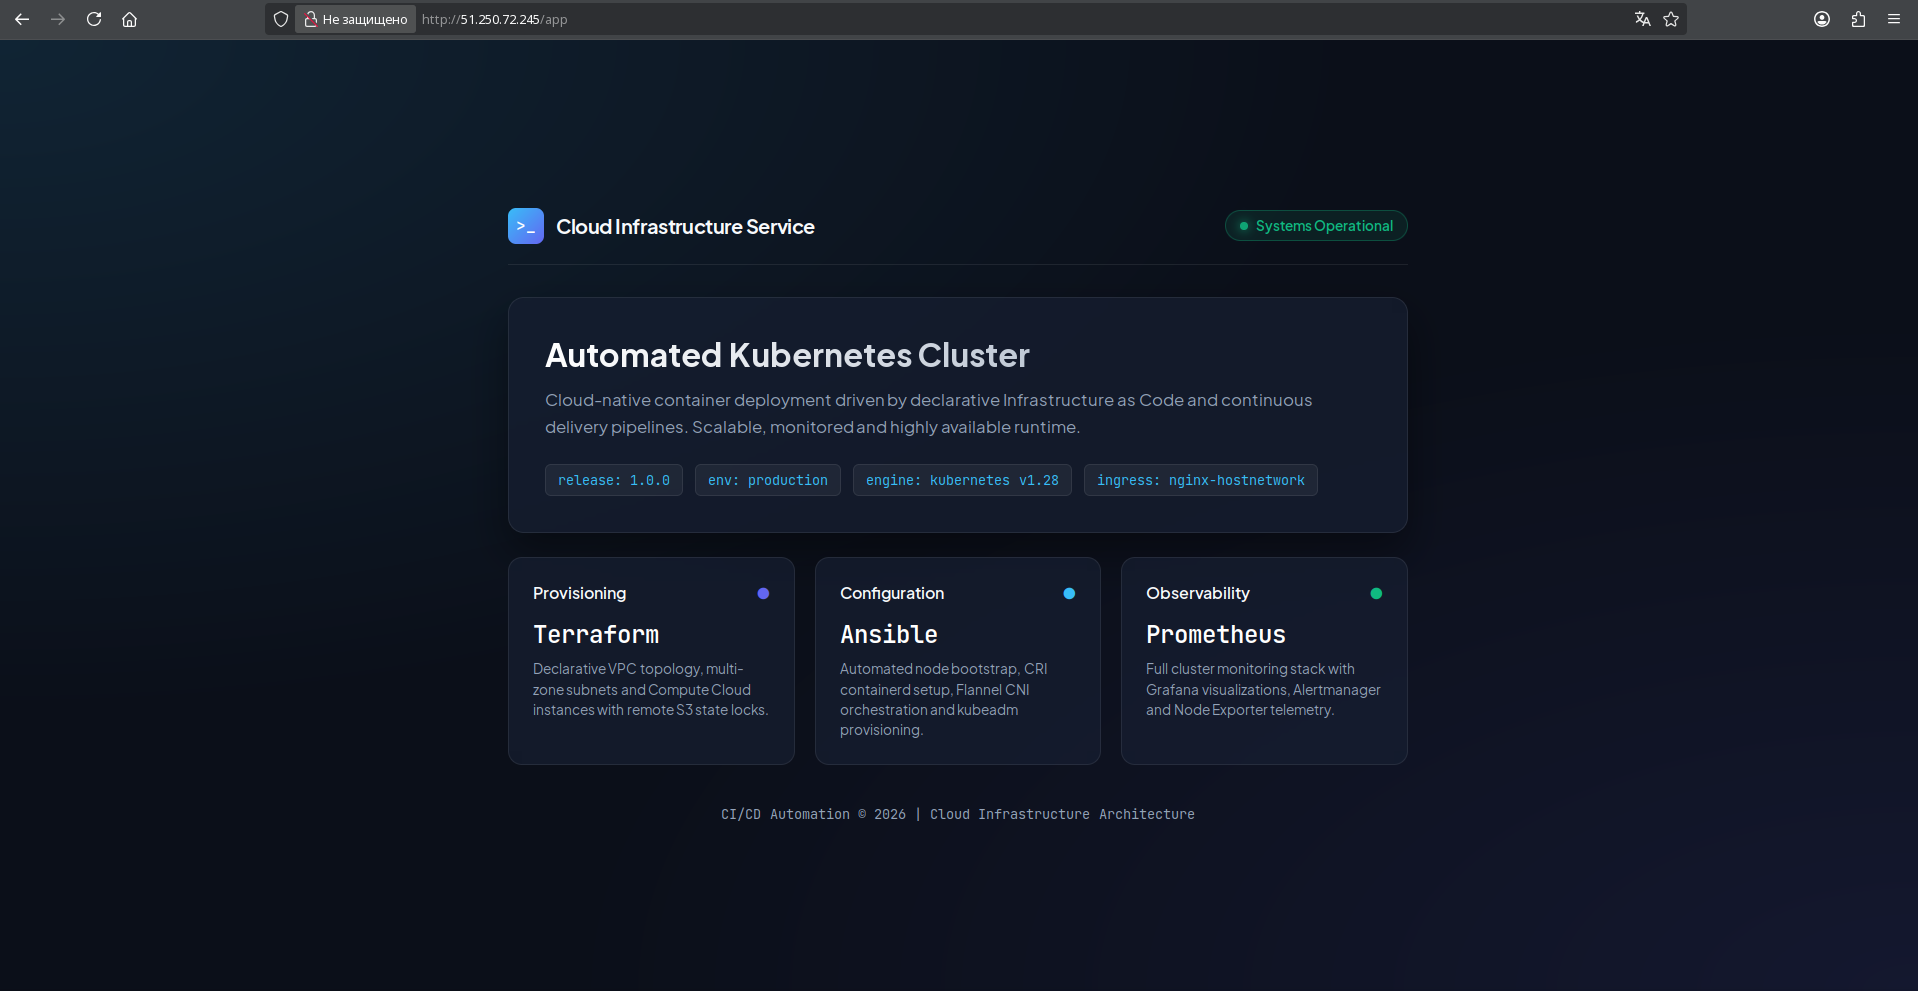 Не защищено
http://51.250.72.245/app
>_
Cloud Infrastructure Service
Systems Operational
Automated Kubernetes Cluster
Cloud-native container deployment driven by declarative Infrastructure as Code and continuous
delivery pipelines. Scalable, monitored and highly available runtime.
release: 1.0.0
env: production
engine: kubernetes v1.28
ingress: nginx-hostnetwork
Provisioning
Terraform
Declarative VPC topology, multi-
zone subnets and Compute Cloud
instances with remote S3 state locks.
Configuration
Ansible
Automated node bootstrap, CRI
containerd setup, Flannel CNI
orchestration and kubeadm
provisioning.
Observability
Prometheus
Full cluster monitoring stack with
Grafana visualizations, Alertmanager
and Node Exporter telemetry.
CI/CD Automation © 2026 | Cloud Infrastructure Architecture